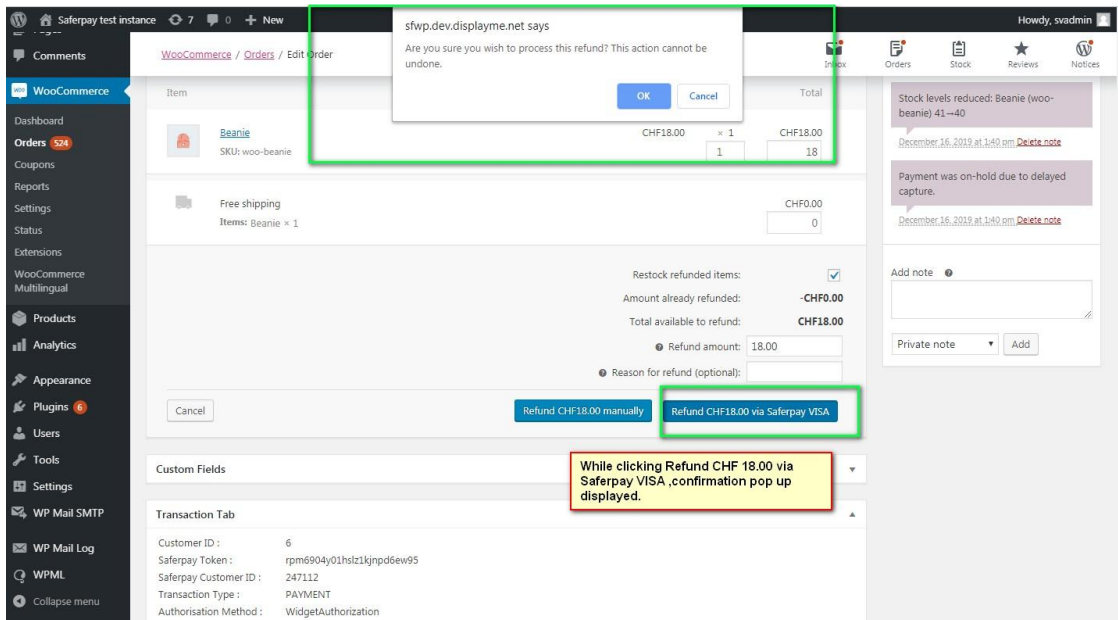 Saferpay test instance 7 0 New
Howdy, svadmin
sfwp.dev.displayme.net says
Are you sure you wish to process this refund? This action cannot be
undone.
OK Cancel
Comments
WooCommerce
Dashboard
Orders 524
Coupons
Reports
Settings
Status
Extensions
WooCommerce
Multilingual
Products
Analytics
Appearance
Plugins 6
Users
Tools
Settings
WP Mail SMTP
WP Mail Log
WPML
Collapse menu
WooCommerce / Orders / Edit Order
Inbox Orders Stock Reviews Notices
Item Total
Beanie CHF18.00 × 1 CHF18.00
SKU: woo-beanie 1 18
Free shipping CHF0.00
Items: Beanie × 1 0
Restock refunded items:
Amount already refunded: -CHF0.00
Total available to refund: CHF18.00
Refund amount: 18.00
Reason for refund (optional):
Cancel Refund CHF18.00 manually Refund CHF18.00 via Saferpay VISA
While clicking Refund CHF 18.00 via
Saferpay VISA ,confirmation pop up
displayed.
Custom Fields
Transaction Tab
Customer ID : 6
Saferpay Token : rpm6904y01hslz1kjnpd6ew95
Saferpay Customer ID : 247112
Transaction Type : PAYMENT
Authorisation Method : WidgetAuthorization
Stock levels reduced: Beanie (woo-
beanie) 41→40
December 16, 2019 at 1:40 pm Delete note
Payment was on-hold due to delayed
capture.
December 16, 2019 at 1:40 pm Delete note
Add note
Private note Add